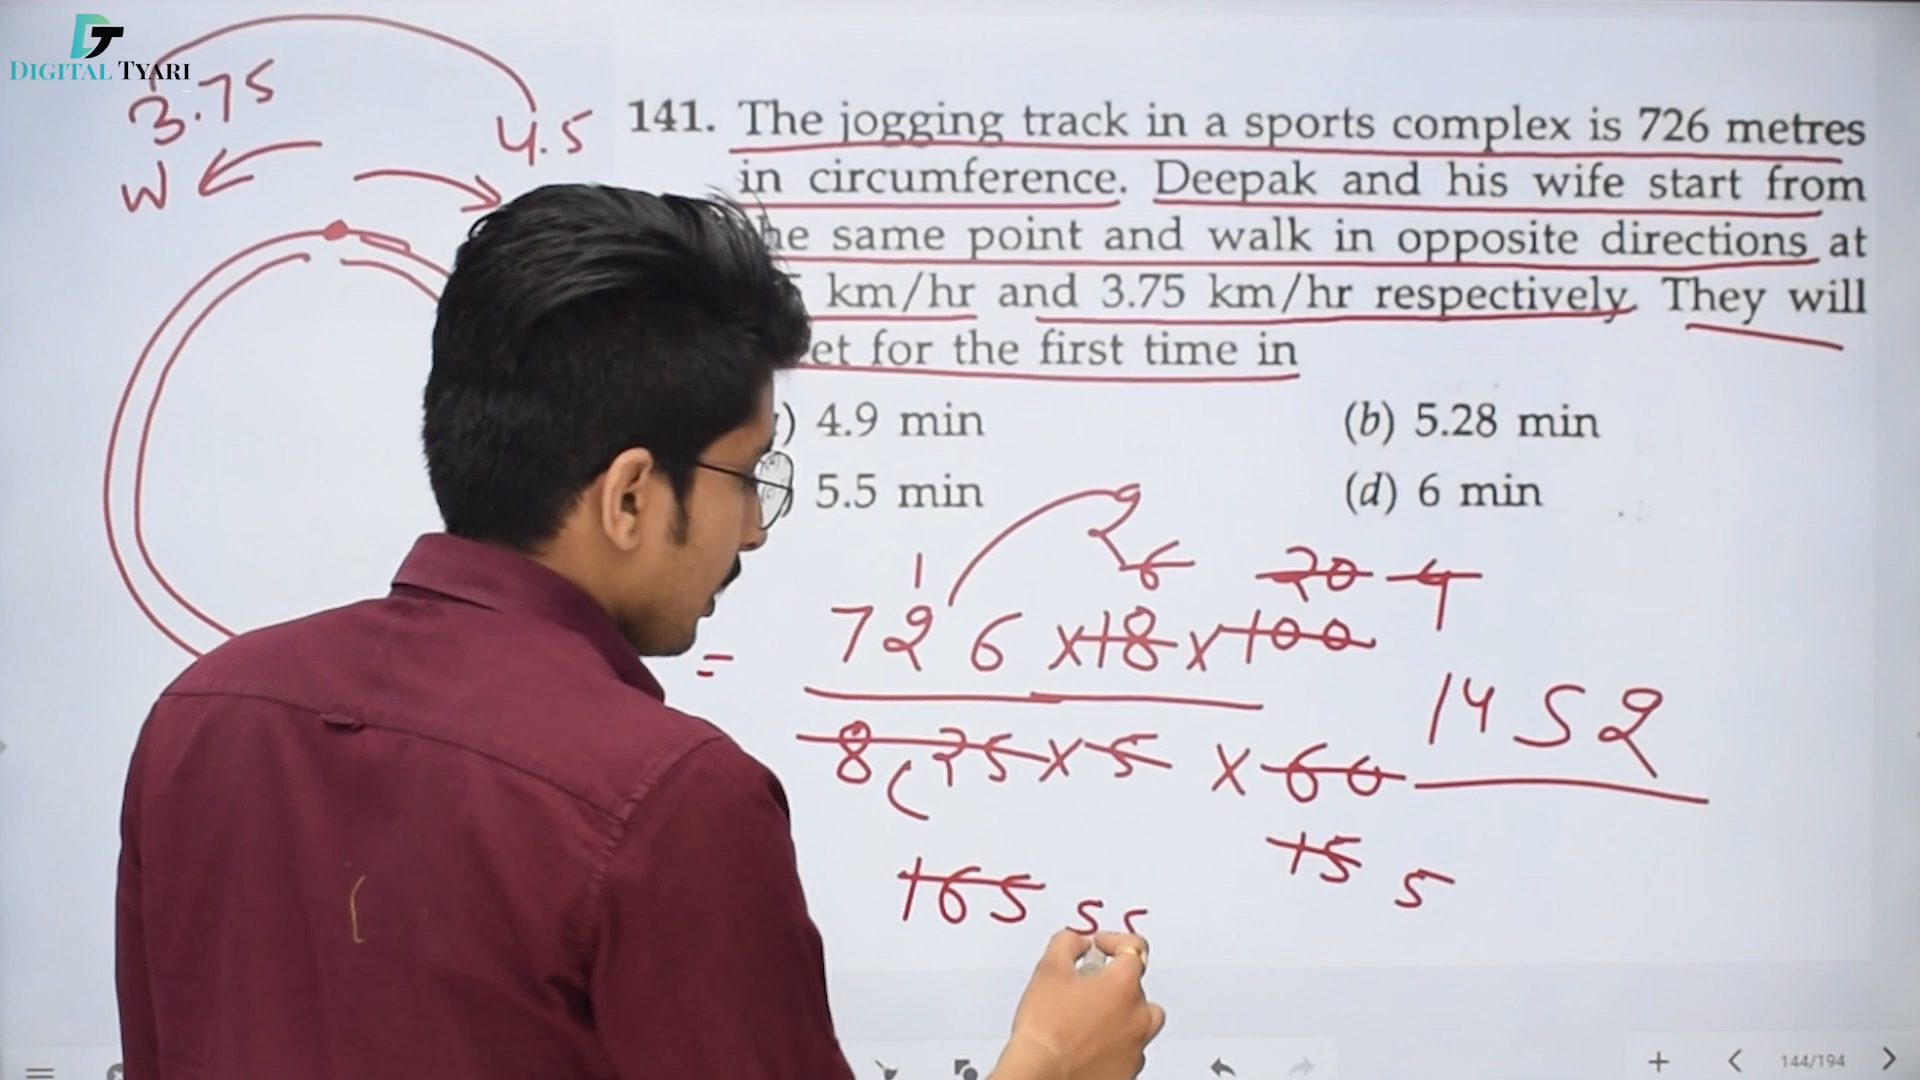 DT
DIGITAL TYARI
3.75
4.5
W
141. The jogging track in a sports complex is 726 metres
in circumference. Deepak and his wife start from
he same point and walk in opposite directions at
5 km/hr and 3.75 km/hr respectively. They will
et for the first time in
) 4.9 min (b) 5.28 min
) 5.5 min (d) 6 min
2 6 20 4
1
= 726 x 18 x 100
8 25 x 5 x 60
1452
15 5
165 55
144/194